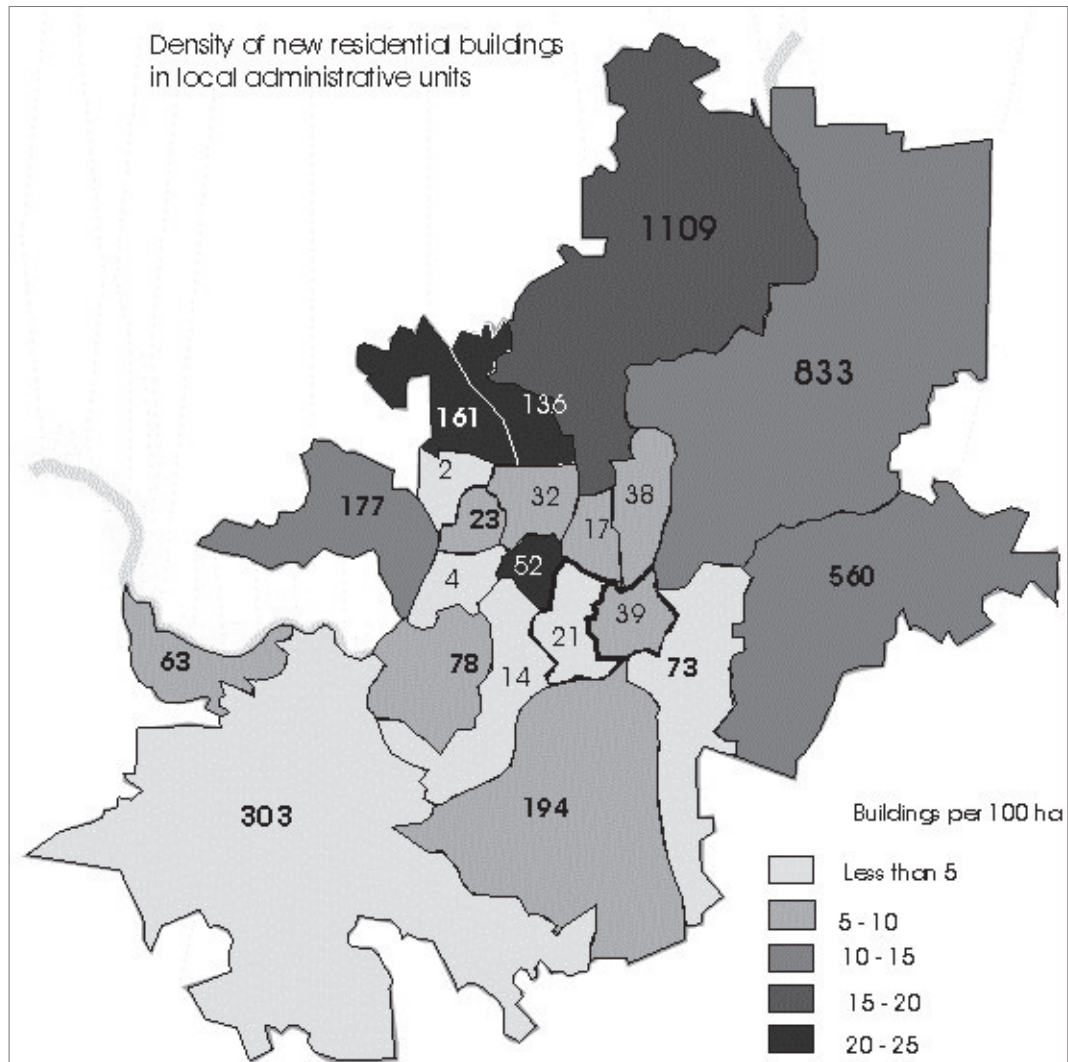 Density of new residential buildings
in local administrative units
1109
833
136
161
2
32
38
177
23
17
52
560
4
39
21
63
78
14
73
303
194
Buildings per 100 ha
Less than 5
5 - 10
10 - 15
15 - 20
20 - 25